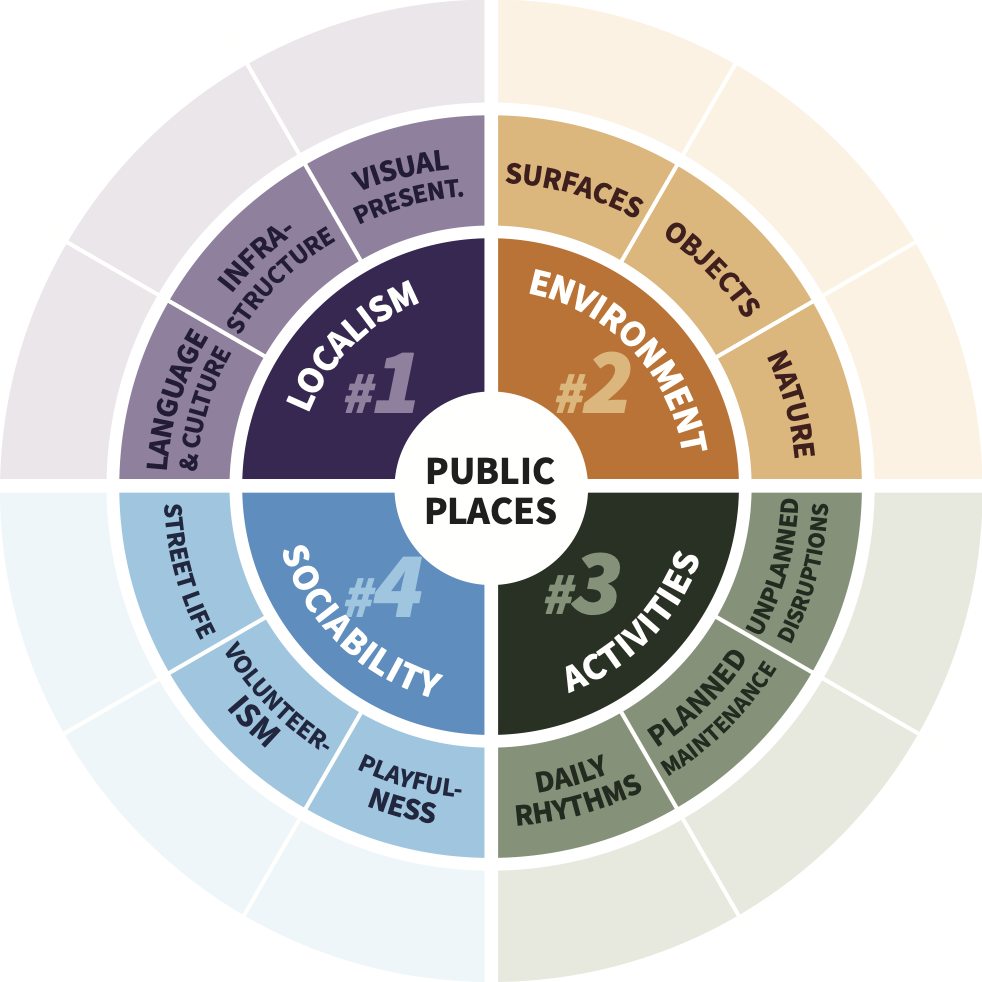 PUBLIC
PLACES
LOCALISM
#1
LANGUAGE
& CULTURE
INFRA-
STRUCTURE
VISUAL
PRESENT.
ENVIRONMENT
#2
SURFACES
OBJECTS
NATURE
ACTIVITIES
#3
UNPLANNED
DISRUPTIONS
PLANNED
MAINTENANCE
DAILY
RHYTHMS
SOCIABILITY
#4
PLAYFUL-
NESS
VOLUNTEER-
ISM
STREET LIFE